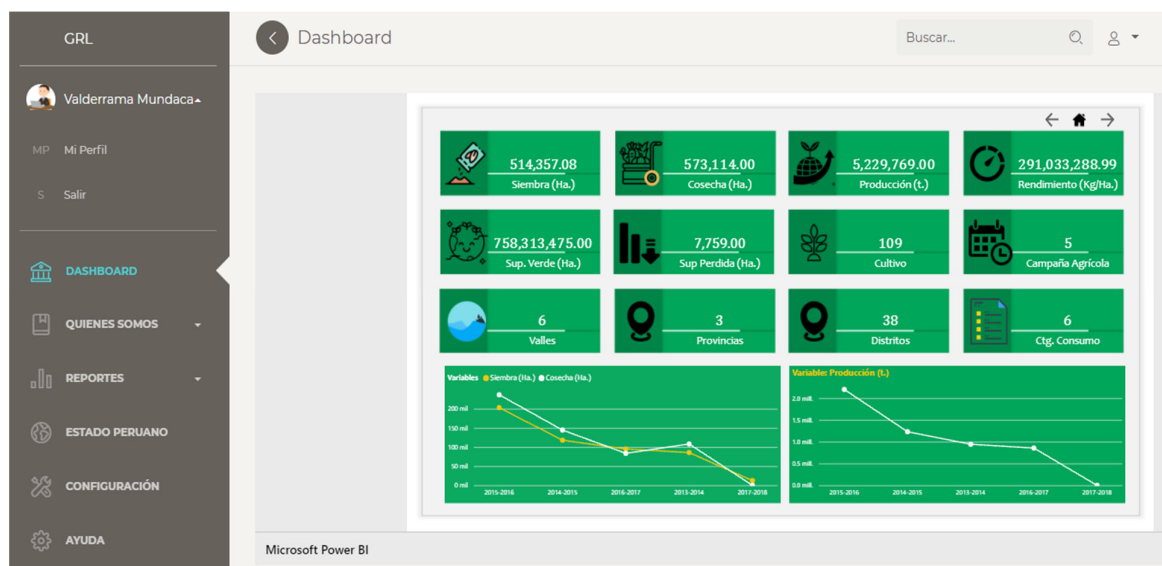 GRL
Valderrama Mundaca
MP Mi Perfil
S Salir
DASHBOARD
QUIENES SOMOS
REPORTES
ESTADO PERUANO
CONFIGURACIÓN
AYUDA
Dashboard
Buscar...
514,357.08
Siembra (Ha.)
573,114.00
Cosecha (Ha.)
5,229,769.00
Producción (t.)
291,033,288.99
Rendimiento (Kg/Ha.)
758,313,475.00
Sup. Verde (Ha.)
7,759.00
Sup Perdida (Ha.)
109
Cultivo
5
Campaña Agrícola
6
Valles
3
Provincias
38
Distritos
6
Ctg. Consumo
Variables Siembra (Ha.) Cosecha (Ha.)
200 mil
150 mil
100 mil
50 mil
0 mil
2015-2016 2014-2015 2016-2017 2013-2014 2017-2018
Variable: Producción (t.)
2.0 mill.
1.5 mill.
1.0 mill.
0.5 mill.
0.0 mill.
2015-2016 2014-2015 2013-2014 2016-2017 2017-2018
Microsoft Power BI